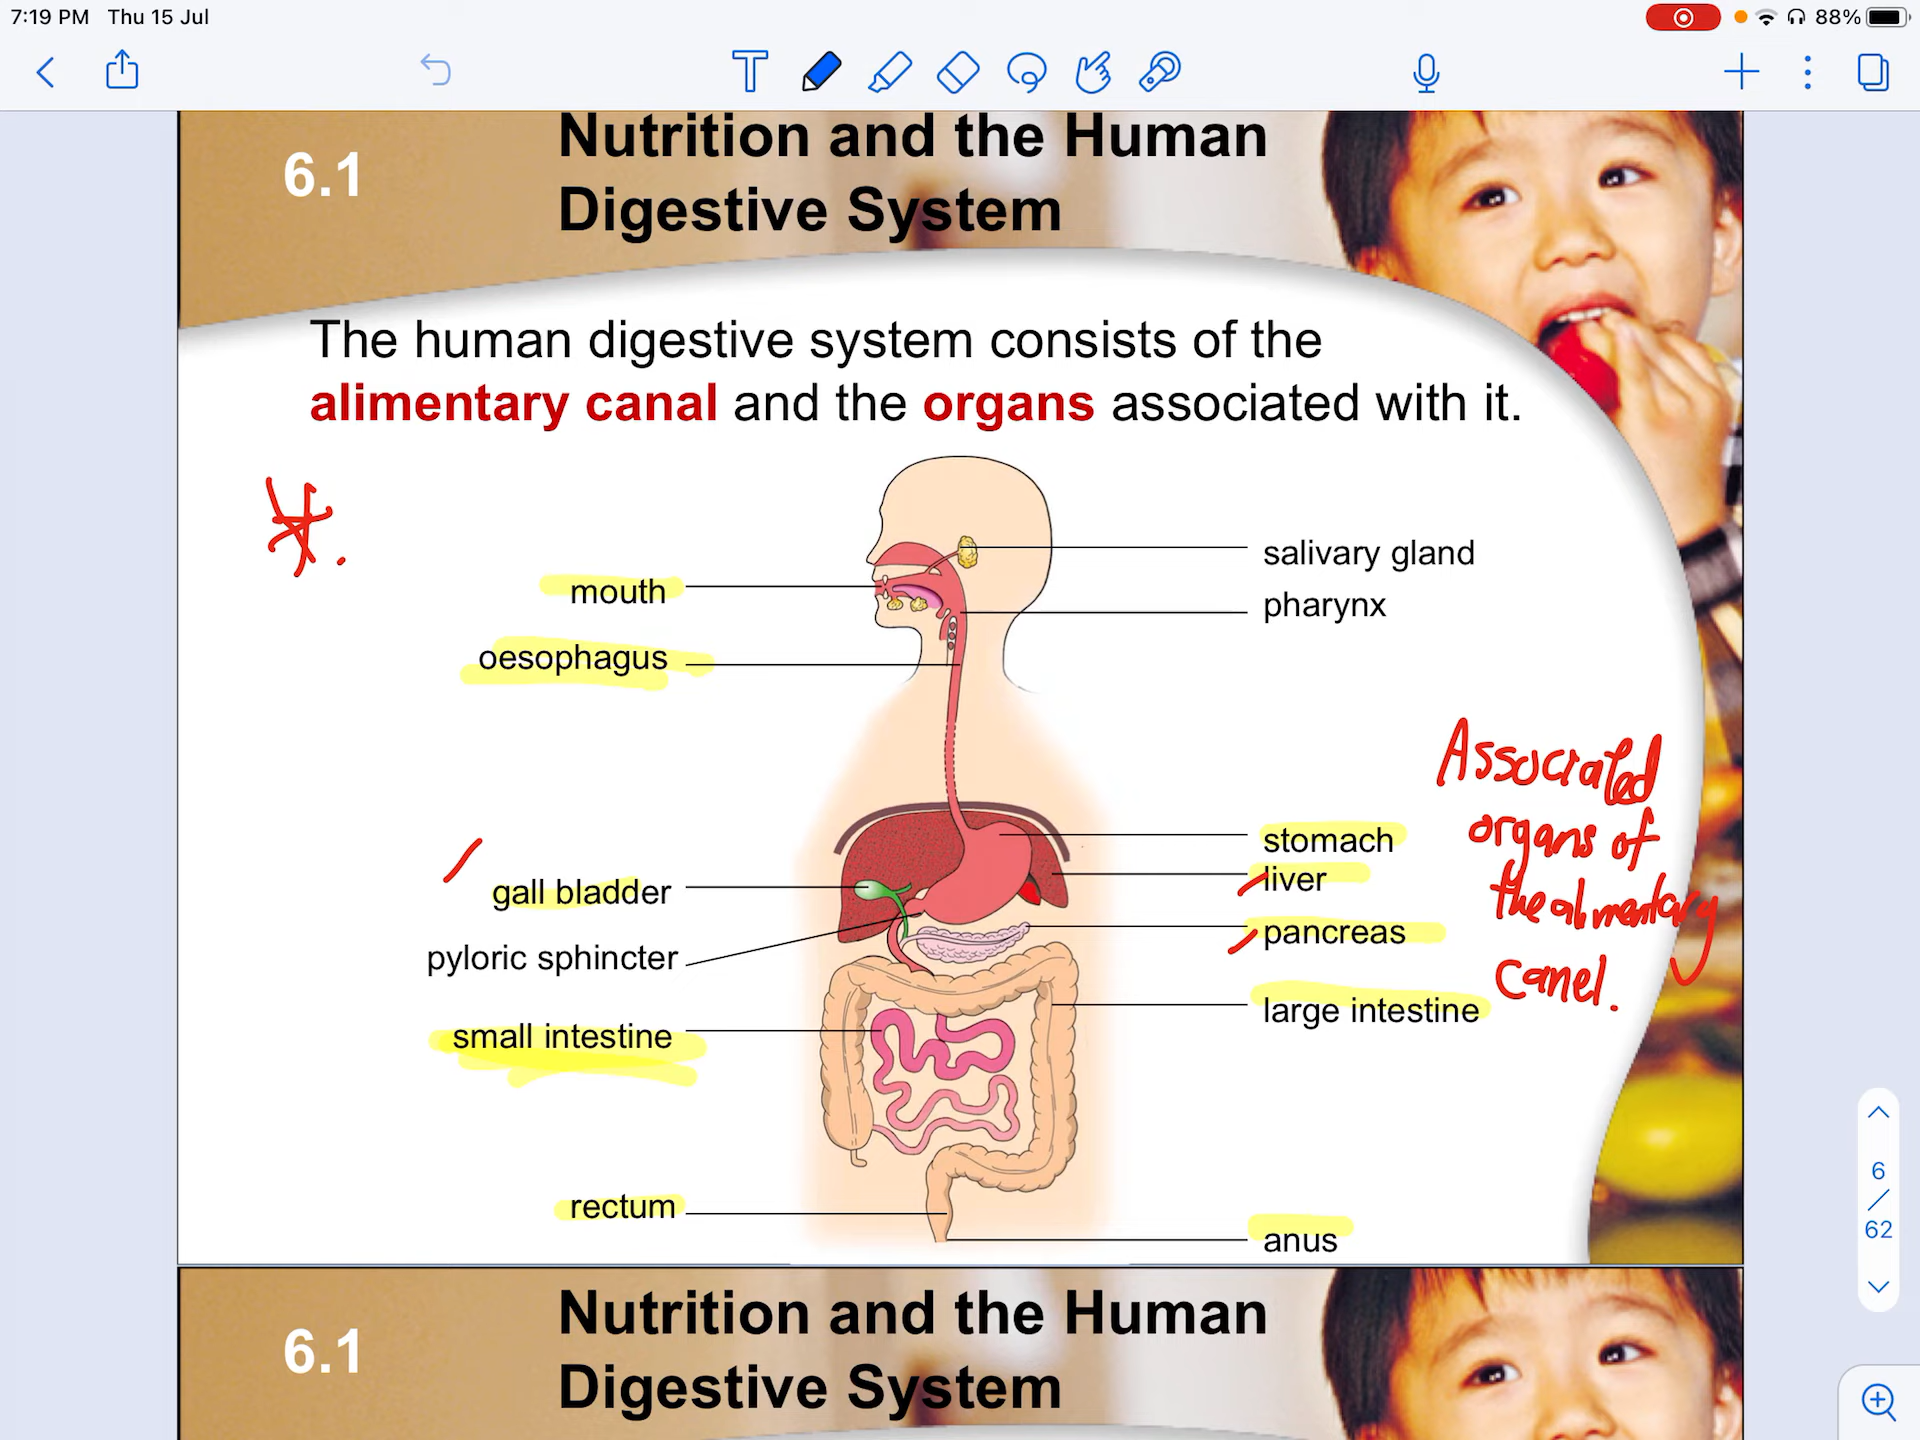 7:19 PM Thu 15 Jul
88%
6.1
Nutrition and the Human
Digestive System
The human digestive system consists of the
alimentary canal and the organs associated with it.
salivary gland
mouth
pharynx
oesophagus
Associated
organs of
the alimentary
canel.
stomach
liver
gall bladder
pancreas
pyloric sphincter
large intestine
small intestine
rectum
anus
6
/
62
6.1
Nutrition and the Human
Digestive System